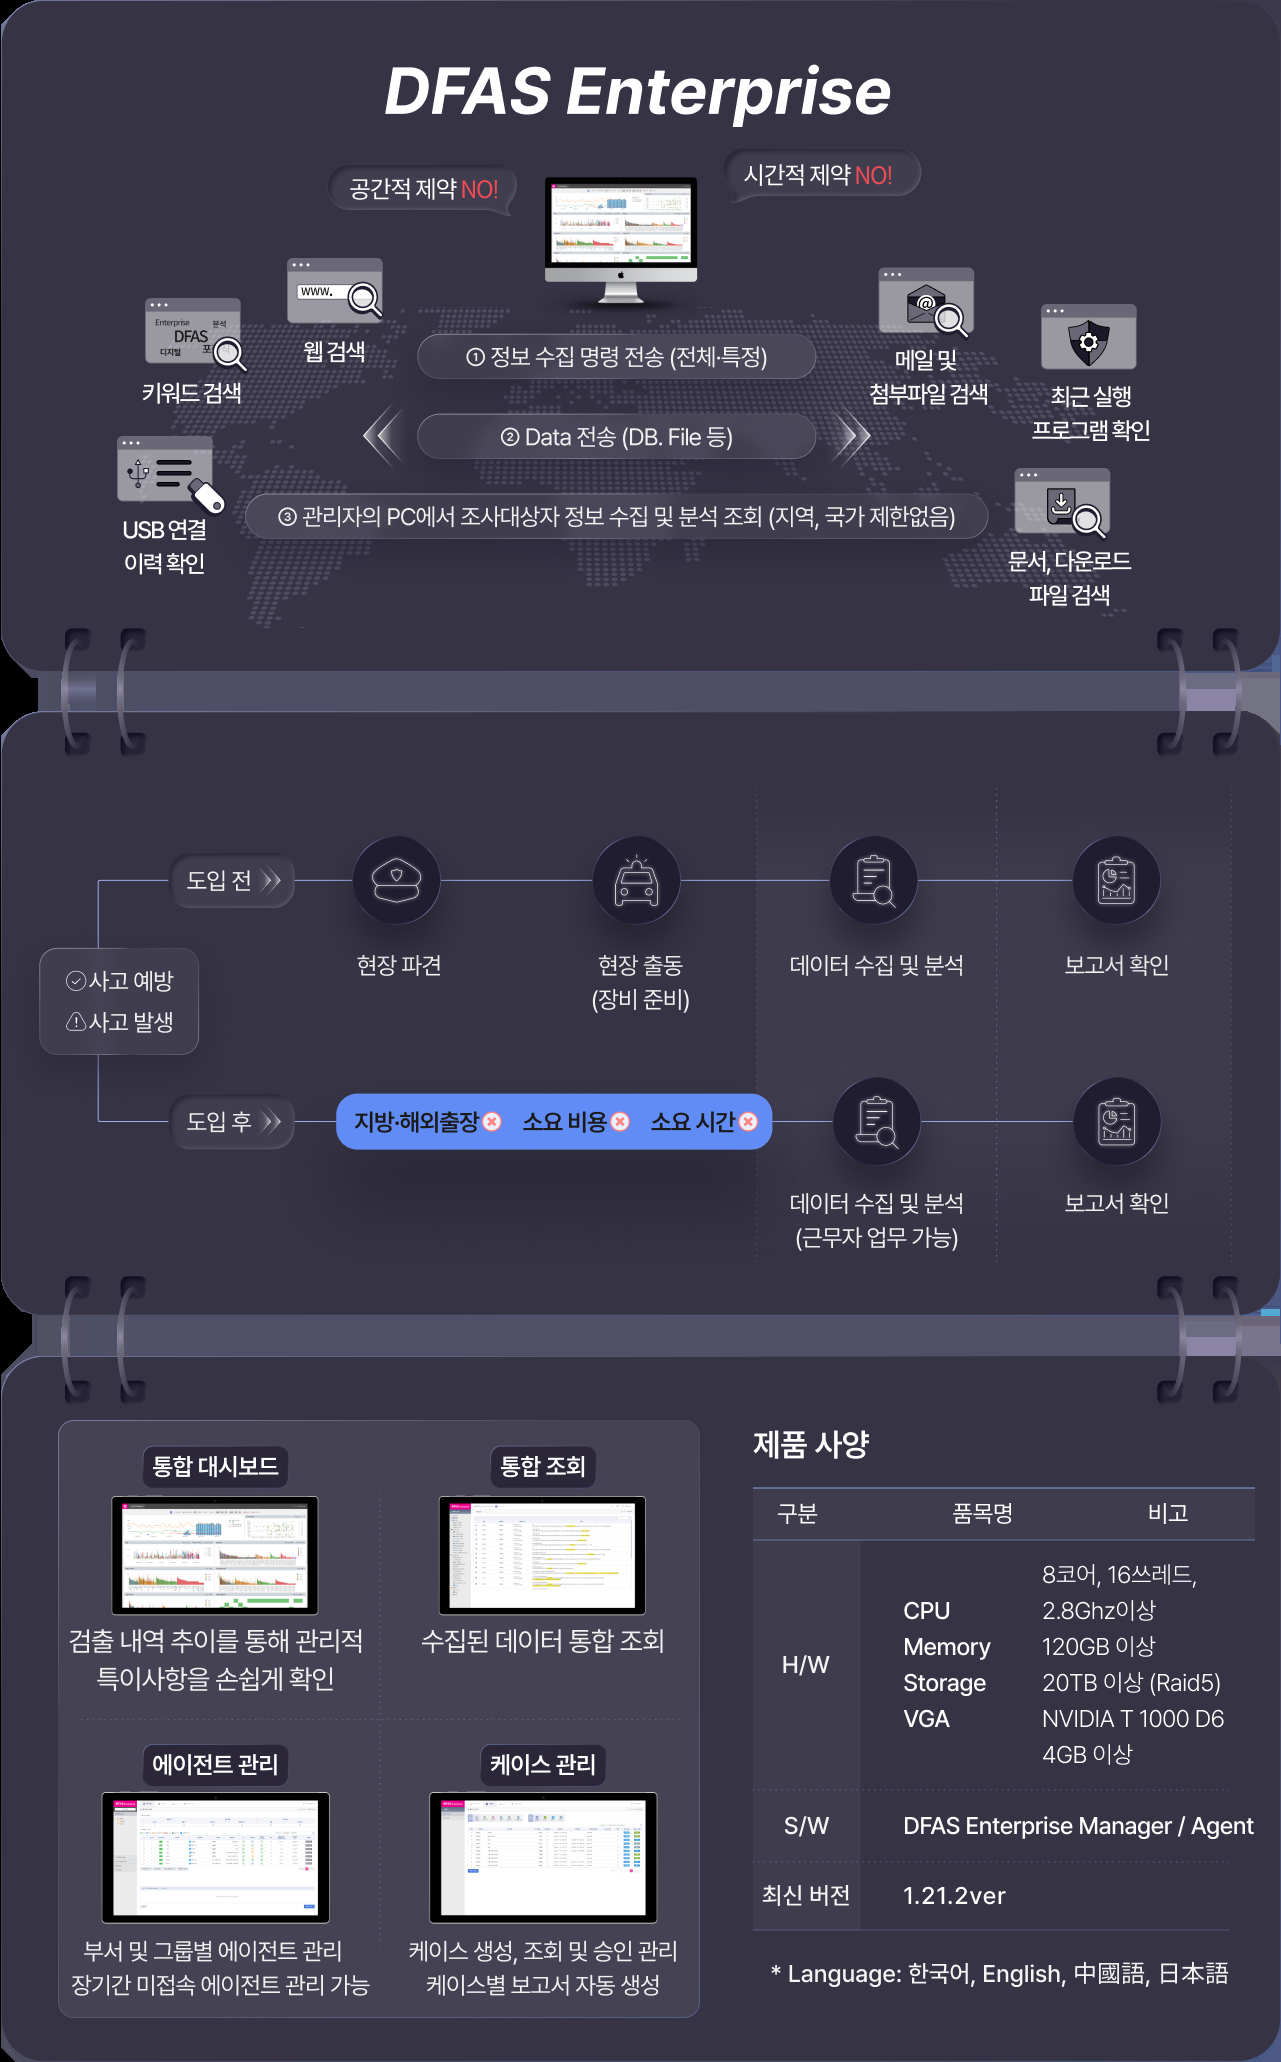 DFAS Enterprise
공간적 제약 NO!
시간적 제약 NO!
www.
웹 검색
Enterprise
분석
DFAS
디지털
키워드 검색
USB 연결
이력 확인
① 정보 수집 명령 전송 (전체·특정)
② Data 전송 (DB. File 등)
③ 관리자의 PC에서 조사대상자 정보 수집 및 분석 조회 (지역, 국가 제한없음)
메일 및
첨부파일 검색
최근 실행
프로그램 확인
문서, 다운로드
파일 검색
사고 예방
사고 발생
도입 전
현장 파견
현장 출동
(장비 준비)
데이터 수집 및 분석
보고서 확인
도입 후
지방·해외출장 소요 비용 소요 시간
데이터 수집 및 분석
(근무자 업무 가능)
보고서 확인
통합 대시보드
검출 내역 추이를 통해 관리적
특이사항을 손쉽게 확인
통합 조회
수집된 데이터 통합 조회
에이전트 관리
부서 및 그룹별 에이전트 관리
장기간 미접속 에이전트 관리 가능
케이스 관리
케이스 생성, 조회 및 승인 관리
케이스별 보고서 자동 생성
제품 사양
구분 품목명 비고
H/W
8코어, 16쓰레드,
CPU 2.8Ghz이상
Memory 120GB 이상
Storage 20TB 이상 (Raid5)
VGA NVIDIA T 1000 D6
4GB 이상
S/W DFAS Enterprise Manager / Agent
최신 버전 1.21.2ver
* Language: 한국어, English, 中國語, 日本語